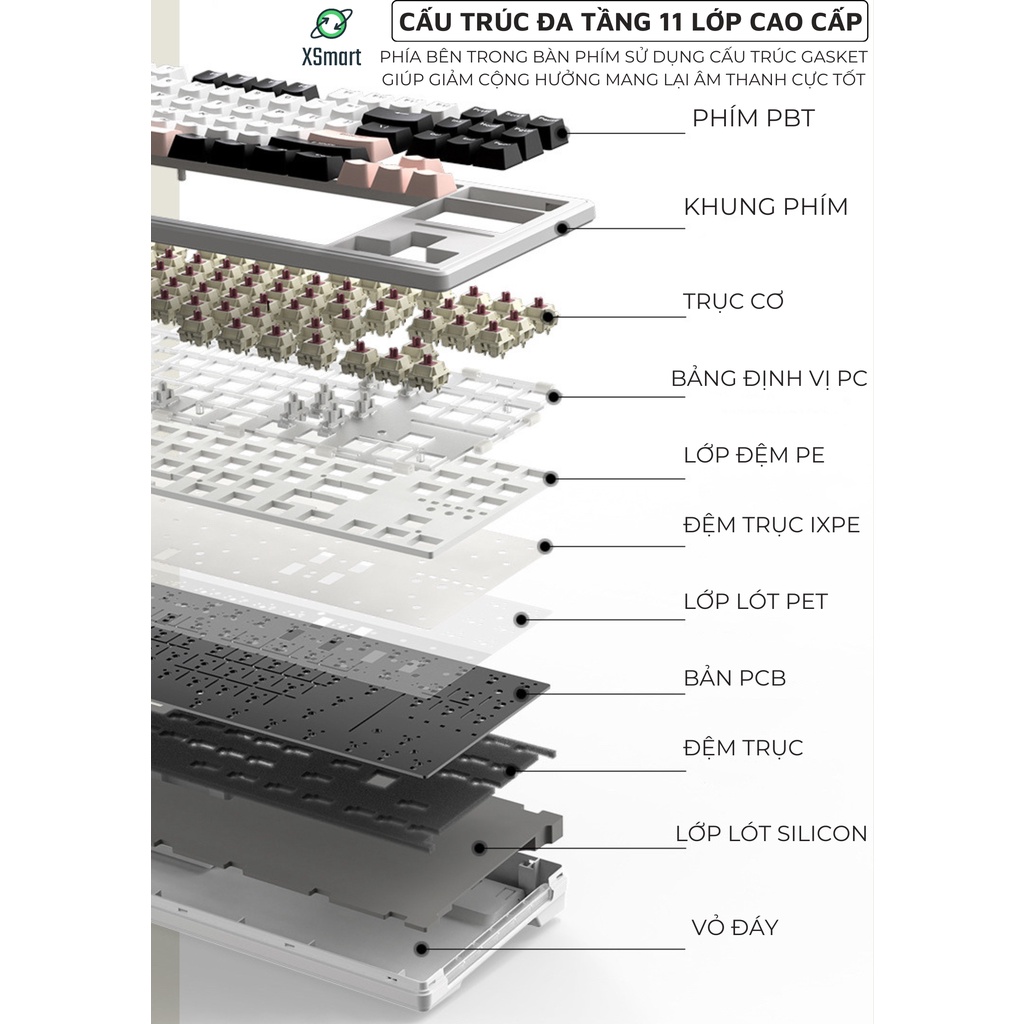 XSmart
CẤU TRÚC ĐA TẦNG 11 LỚP CAO CẤP
PHÍA BÊN TRONG BÀN PHÍM SỬ DỤNG CẤU TRÚC GASKET
GIÚP GIẢM CỘNG HƯỞNG MANG LẠI ÂM THANH CỰC TỐT
PHÍM PBT
KHUNG PHÍM
TRỤC CƠ
BẢNG ĐỊNH VỊ PC
LỚP ĐỆM PE
ĐỆM TRỤC IXPE
LỚP LÓT PET
BẢN PCB
ĐỆM TRỤC
LỚP LÓT SILICON
VỎ ĐÁY